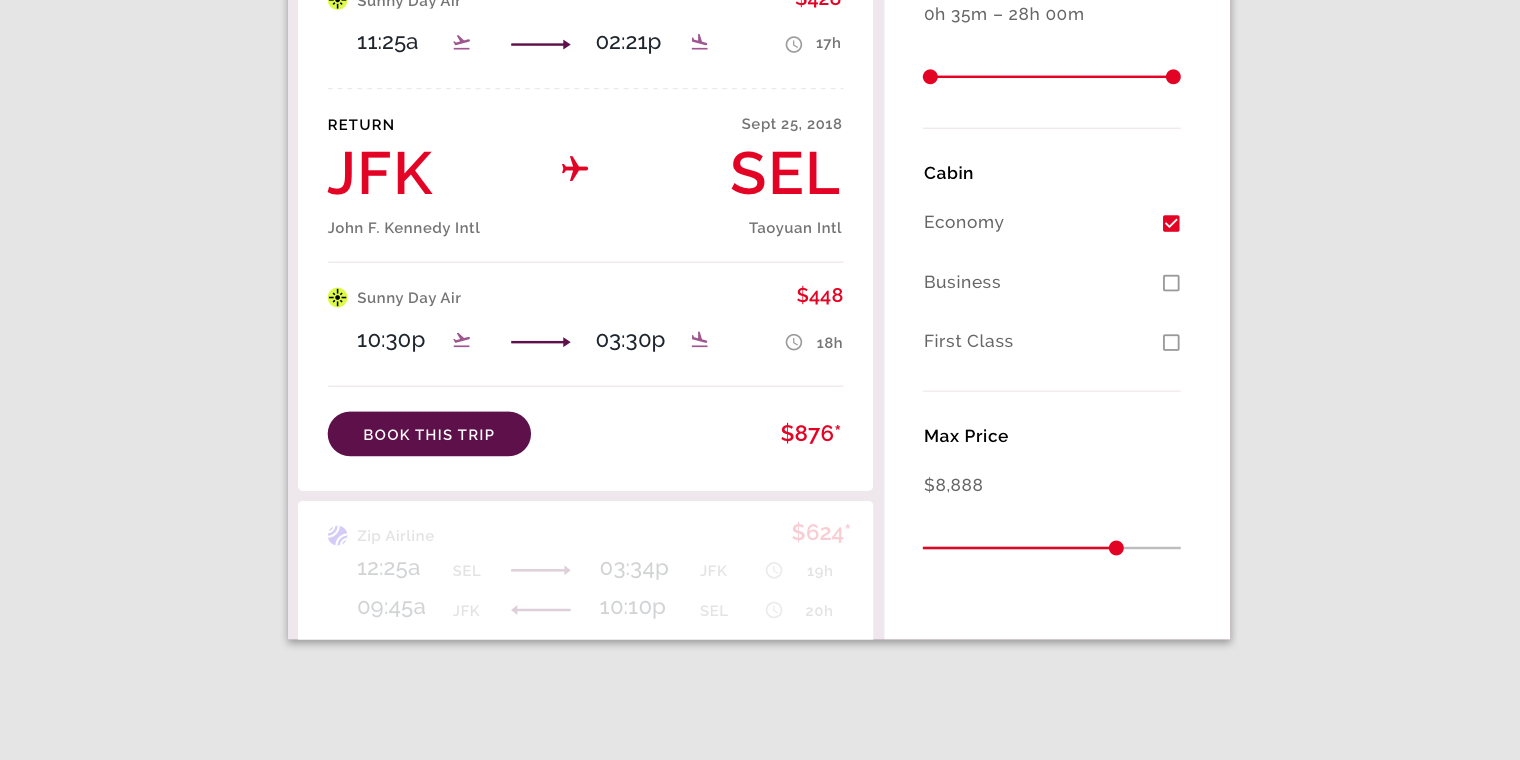 Sunny Day Air
$428
11:25a
02:21p
17h
RETURN
Sept 25, 2018
JFK
SEL
John F. Kennedy Intl
Taoyuan Intl
Sunny Day Air
$448
10:30p
03:30p
18h
BOOK THIS TRIP
$876*
Zip Airline
$624*
12:25a SEL 03:34p JFK 19h
09:45a JFK 10:10p SEL 20h
0h 35m – 28h 00m
Cabin
Economy
Business
First Class
Max Price
$8,888